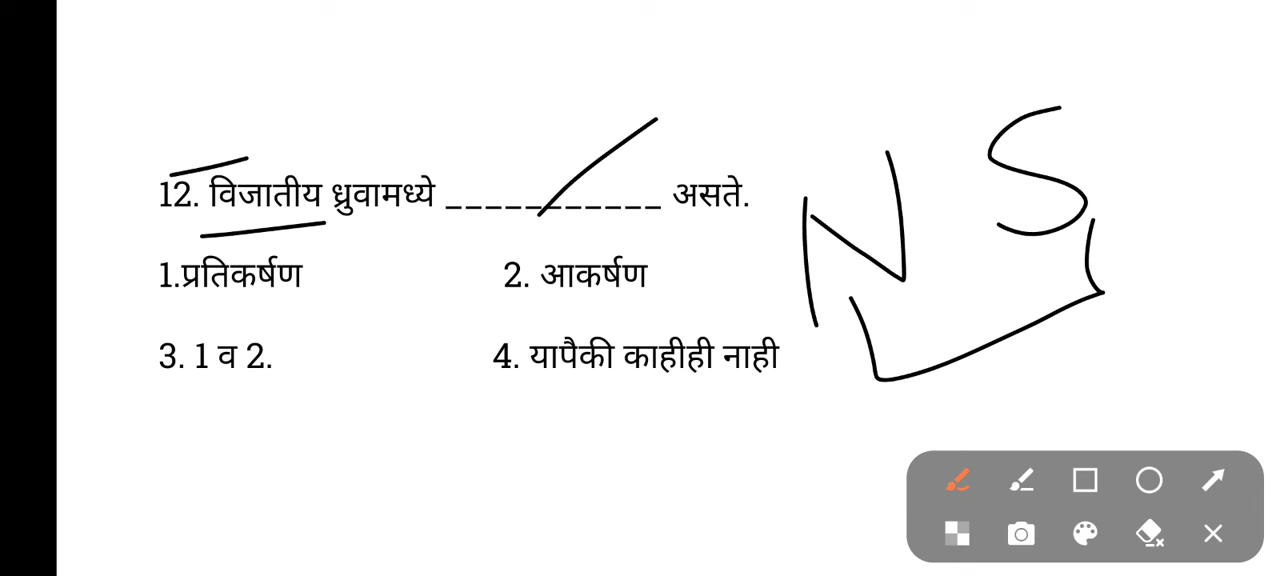 12. विजातीय ध्रुवामध्ये ___________ असते.
1.प्रतिकर्षण 2. आकर्षण
3. 1 व 2. 4. यापैकी काहीही नाही
N S